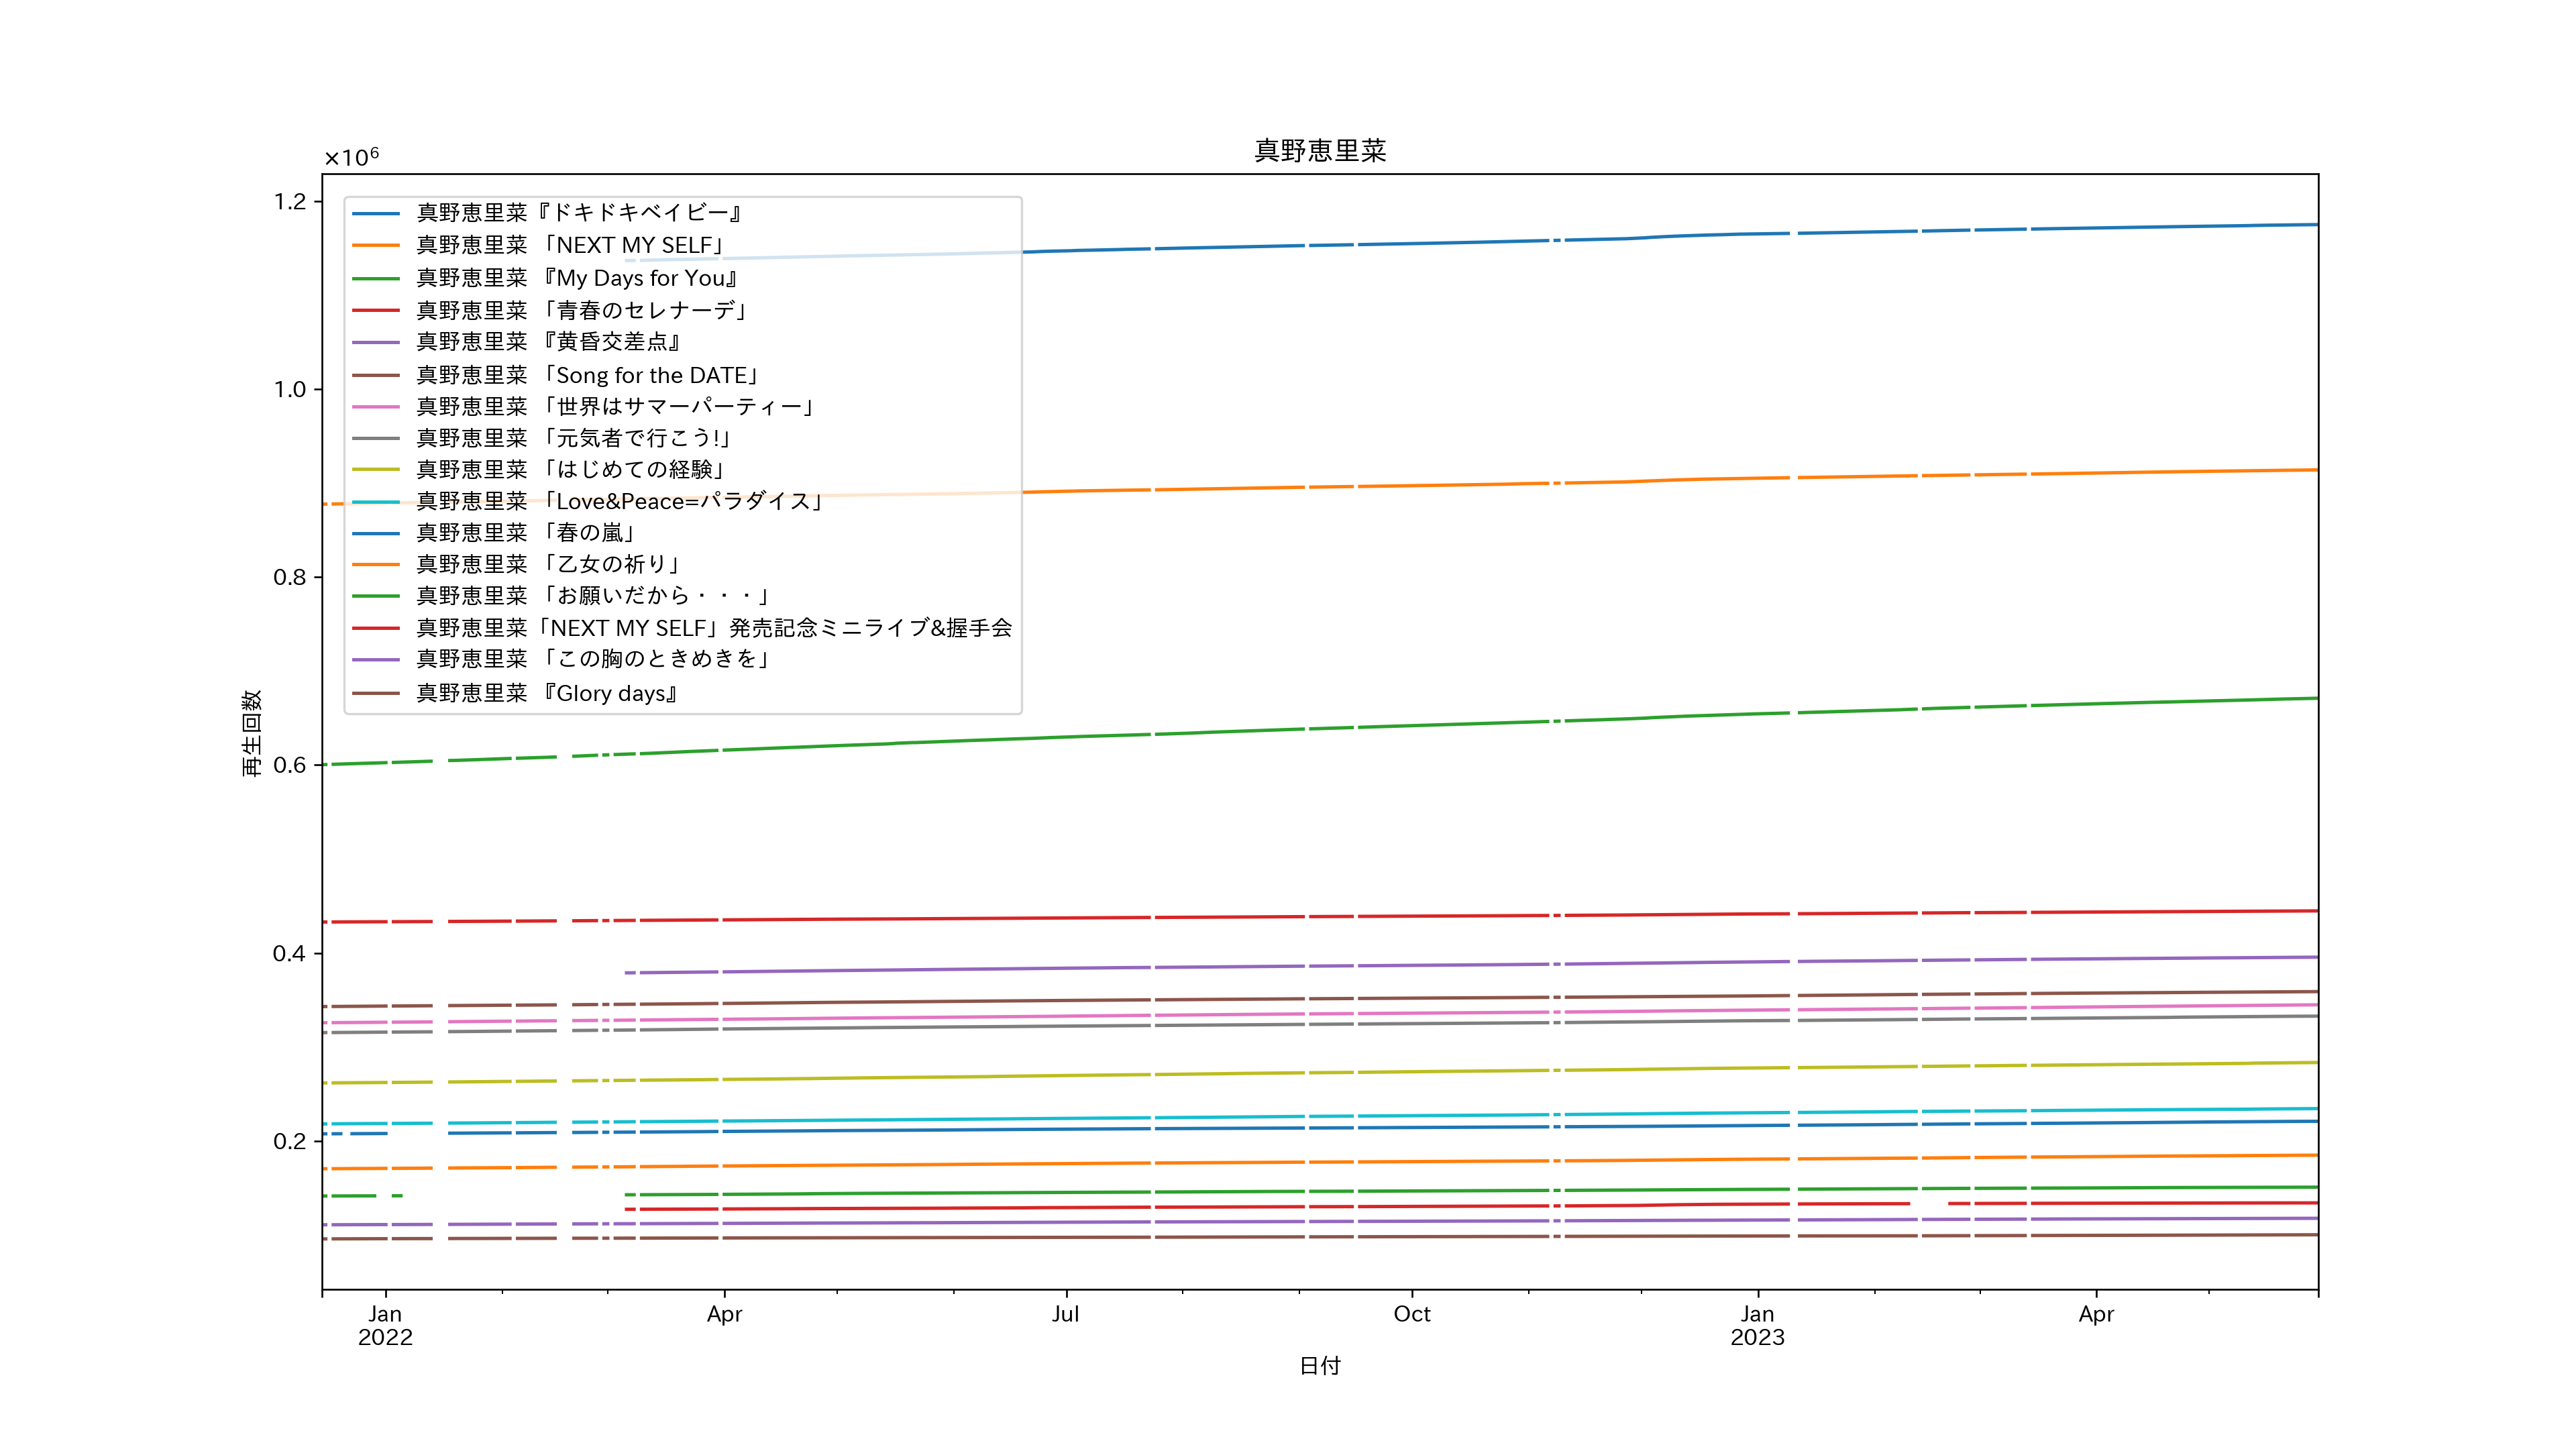 真野恵里菜
×10⁶
1.2
1.0
0.8
0.6
0.4
0.2
再生回数
真野恵里菜『ドキドキベイビー』
真野恵里菜 「NEXT MY SELF」
真野恵里菜 『My Days for You』
真野恵里菜 「青春のセレナーデ」
真野恵里菜 『黄昏交差点』
真野恵里菜 「Song for the DATE」
真野恵里菜 「世界はサマーパーティー」
真野恵里菜 「元気者で行こう!」
真野恵里菜 「はじめての経験」
真野恵里菜 「Love&Peace=パラダイス」
真野恵里菜 「春の嵐」
真野恵里菜 「乙女の祈り」
真野恵里菜 「お願いだから・・・」
真野恵里菜「NEXT MY SELF」発売記念ミニライブ&握手会
真野恵里菜 「この胸のときめきを」
真野恵里菜 『Glory days』
Jan Apr Jul Oct Jan Apr
2022 2023
日付